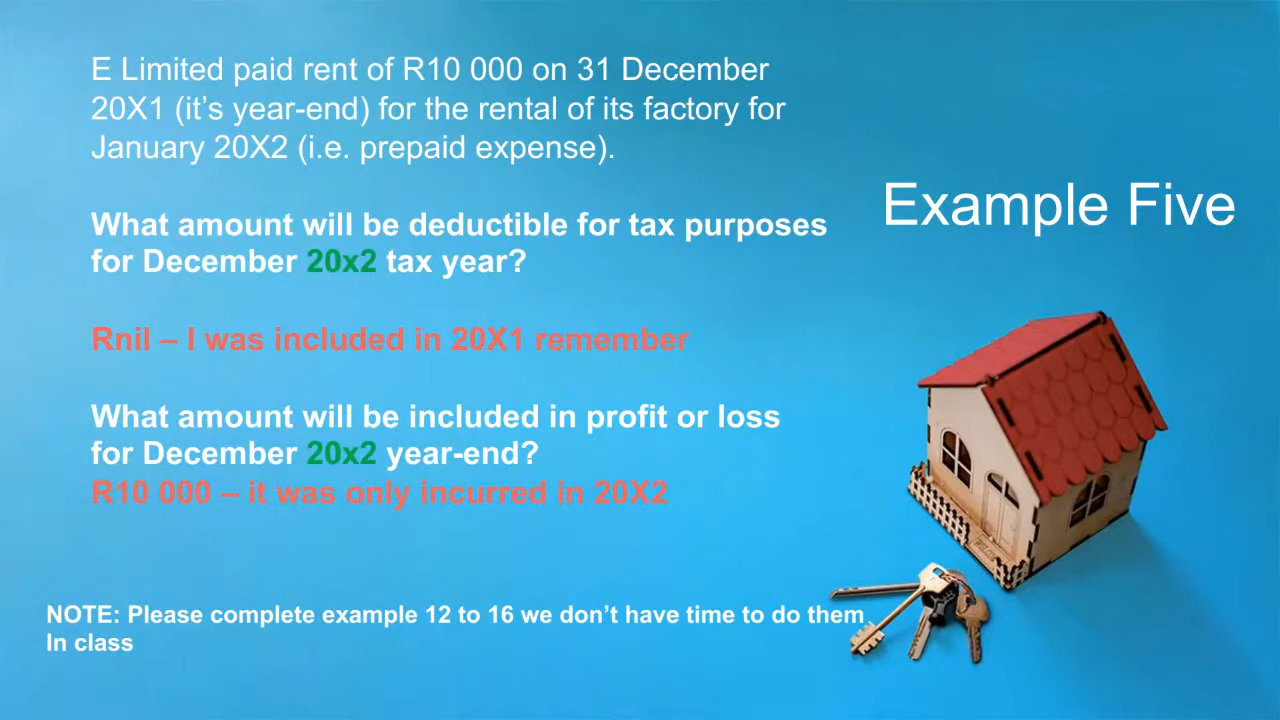 E Limited paid rent of R10 000 on 31 December
20X1 (it's year-end) for the rental of its factory for
January 20X2 (i.e. prepaid expense).
What amount will be deductible for tax purposes
for December 20x2 tax year?
Rnil – I was included in 20X1 remember
What amount will be included in profit or loss
for December 20x2 year-end?
R10 000 – it was only incurred in 20X2
Example Five
NOTE: Please complete example 12 to 16 we don't have time to do them
In class